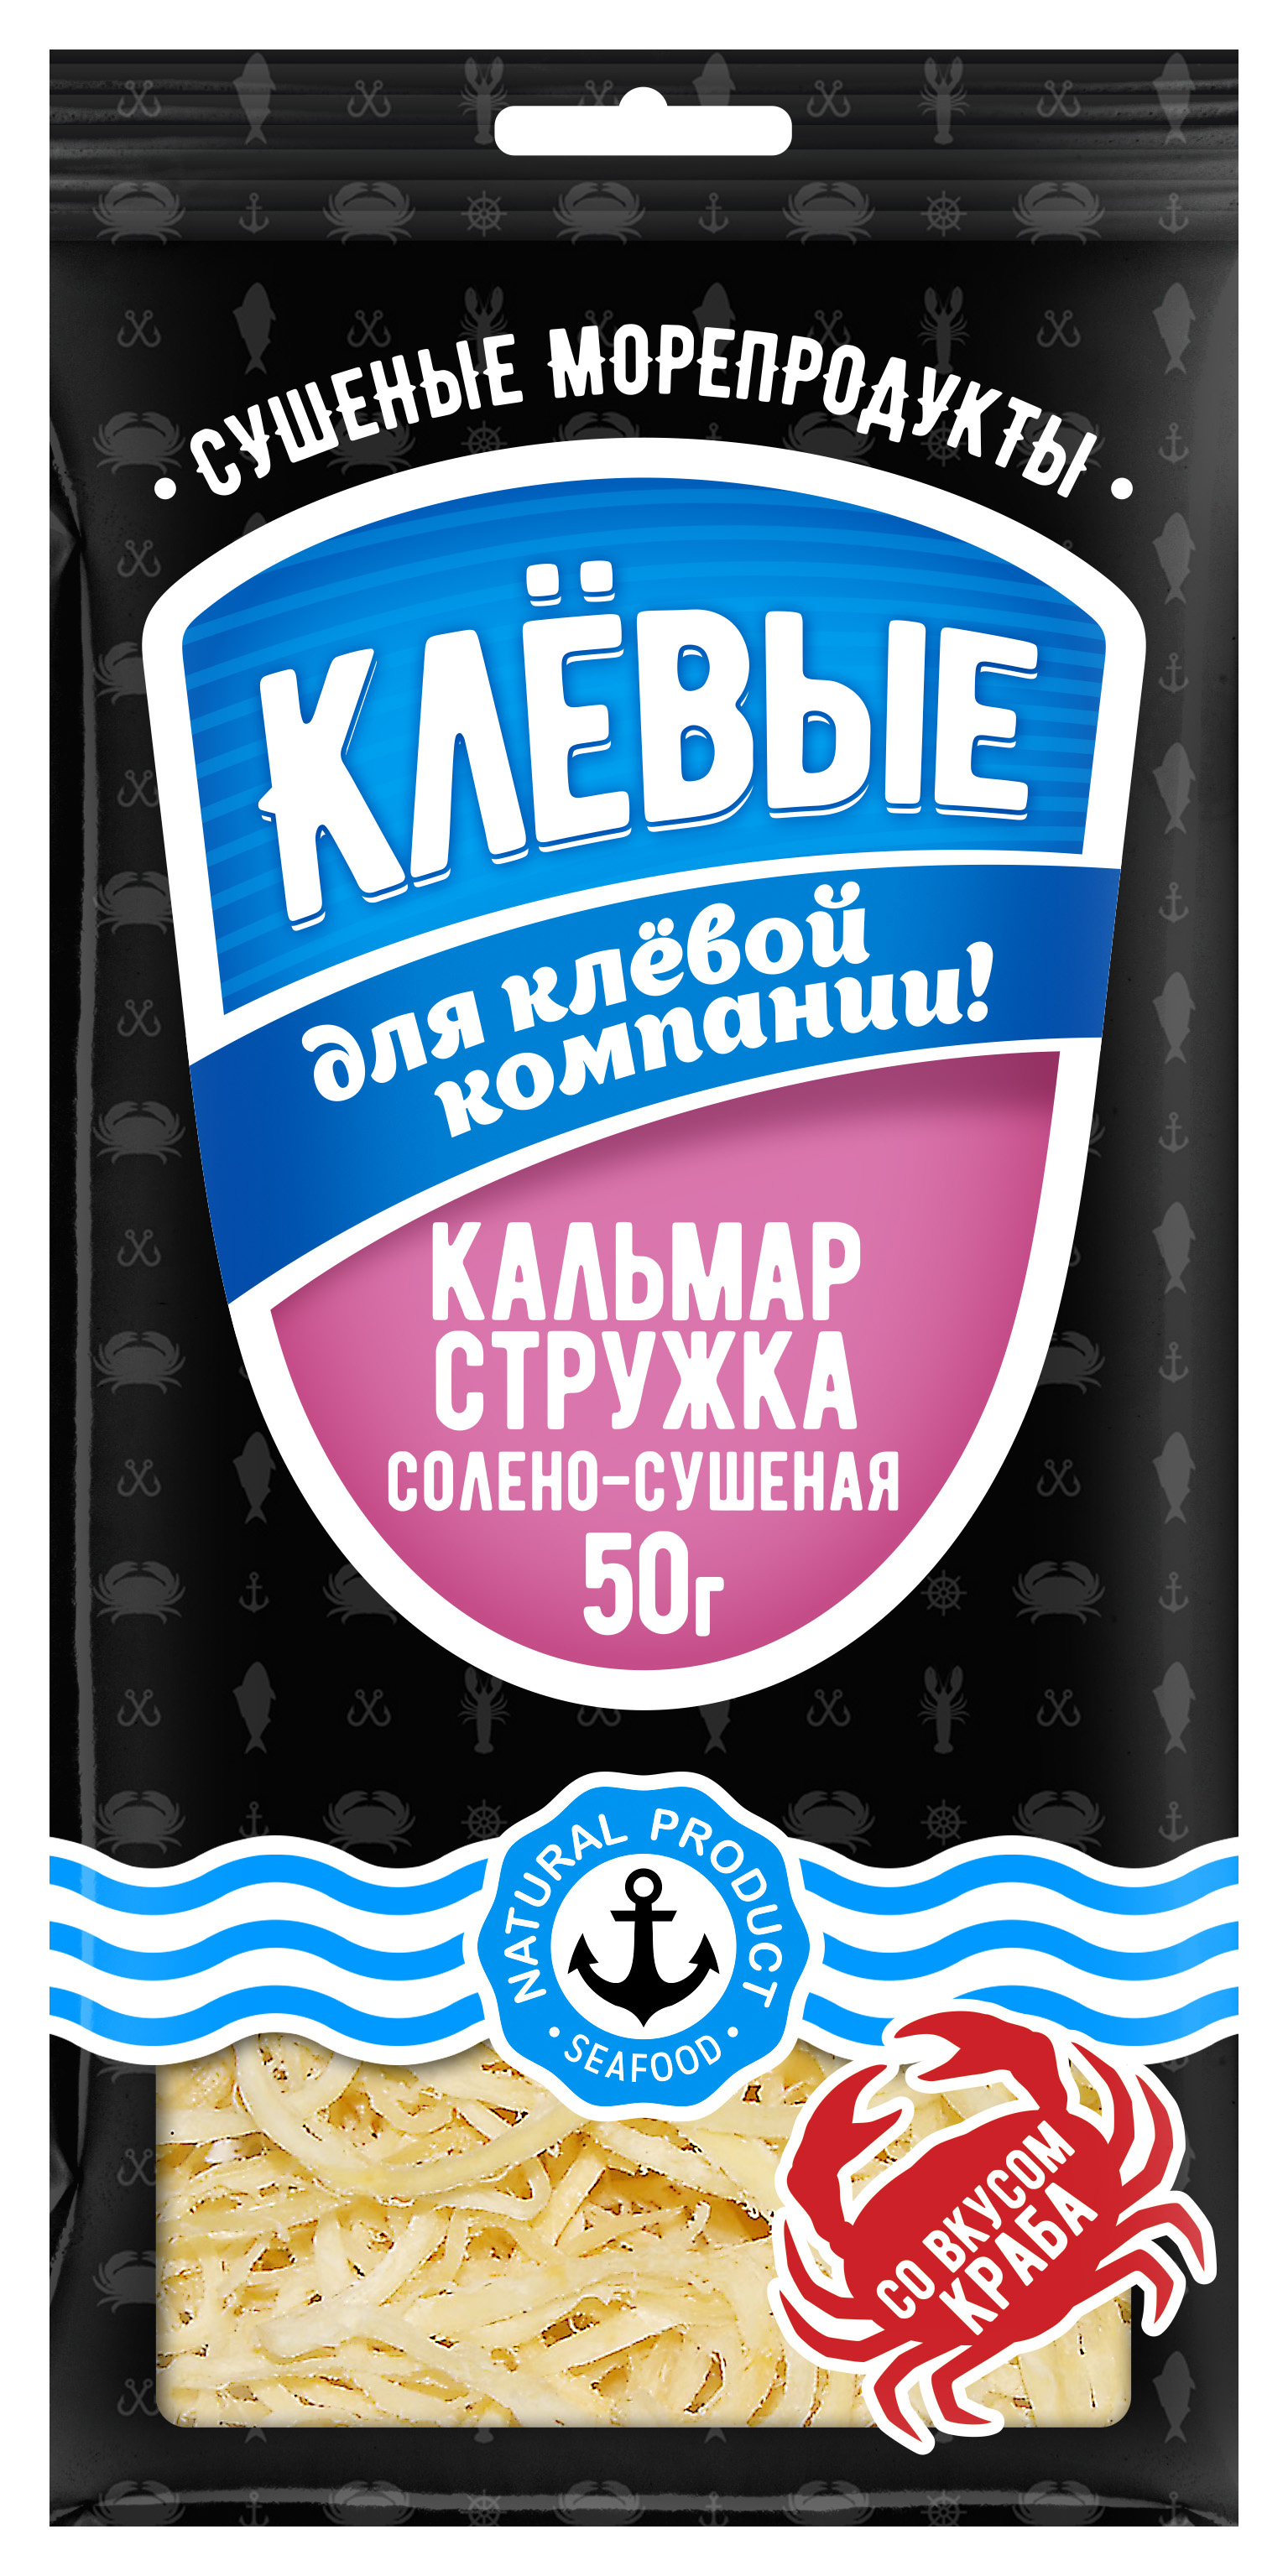 • СУШЕНЫЕ МОРЕПРОДУКТЫ •
КЛЁВЫЕ
для клёвой
компании!
КАЛЬМАР
СТРУЖКА
СОЛЕНО-СУШЕНАЯ
50г
NATURAL PRODUCT
• SEAFOOD •
СО ВКУСОМ
КРАБА